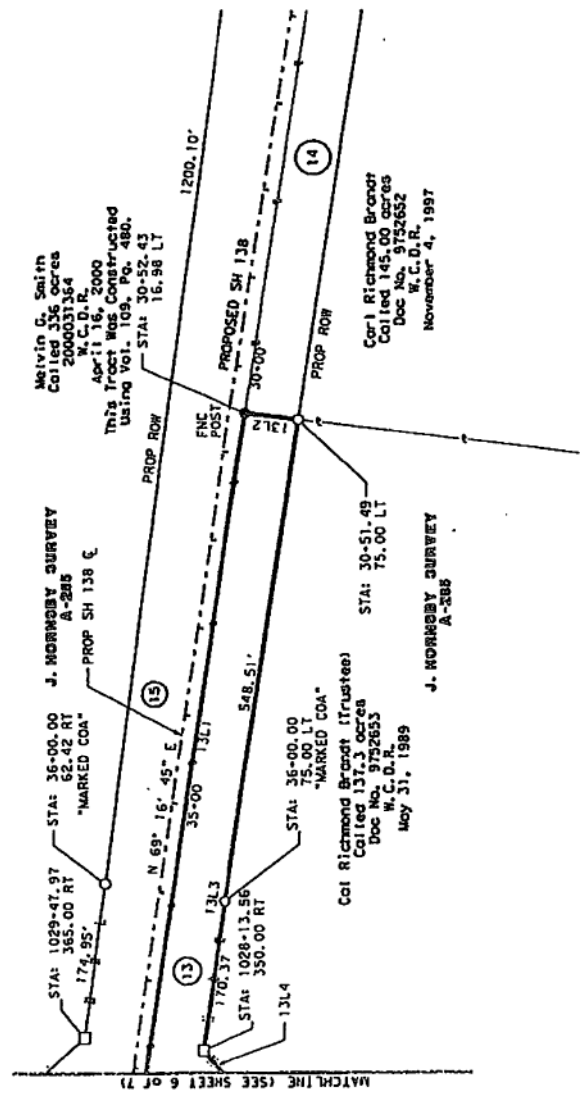 Melvin G. Smith
Called 336 acres
2000031364
W.C.D.R.
April 16, 2000
This Tract Was Constructed
Using Vol. 109, Pg. 480.
STA: 30+52.43
16.98 LT
1200.10'
PROP ROW
J. HORNSBY SURVEY
A-285
PROP SH 138 ℄
STA: 36+00.00
62.42 RT
"MARKED COA"
STA: 1029+47.97
365.00 RT
174.95'
15
N 69° 16' 45" E
PROPOSED SH 138
FNC
POST
30+00
14
13L2
13L1
35+00
PROP ROW
Carl Richmond Brandt
Called 145.00 acres
Doc No. 9752652
W.C.D.R.
November 4, 1997
548.51'
STA: 30+51.49
75.00 LT
J. HORNSBY SURVEY
A-285
13L3
STA: 36+00.00
75.00 LT
"MARKED COA"
13
170.37
STA: 1028+13.56
350.00 RT
13L4
Cal Richmond Brandt (Trustee)
Called 137.3 acres
Doc No. 9752653
W.C.D.R.
May 31, 1989
MATCHLINE (SEE SHEET 6 of 7)